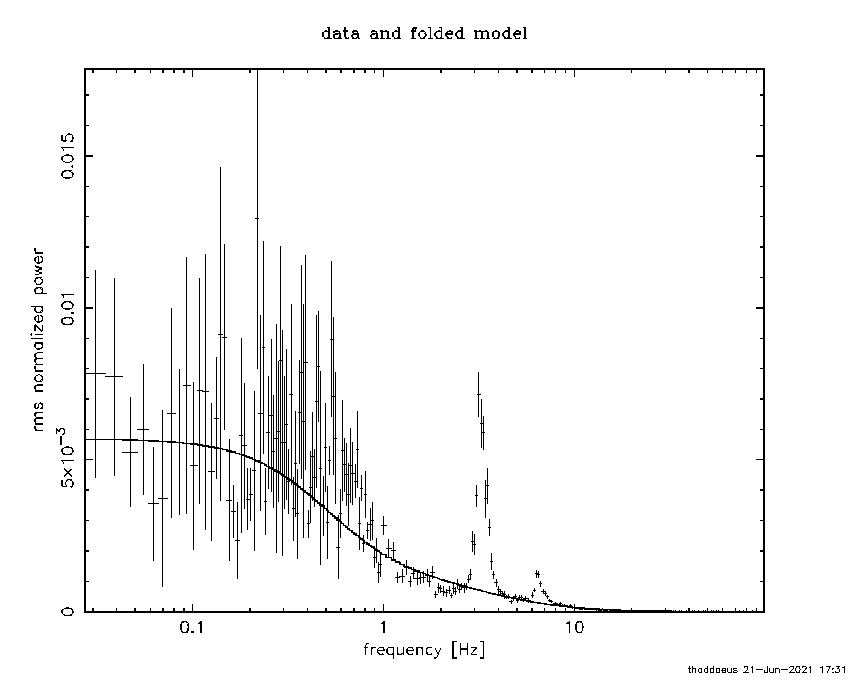 data and folded model
rms normalized power
0.015
0.01
5×10⁻³
0
0.1
1
10
frequency [Hz]
thoddaeus 21-Jun-2021 17:31